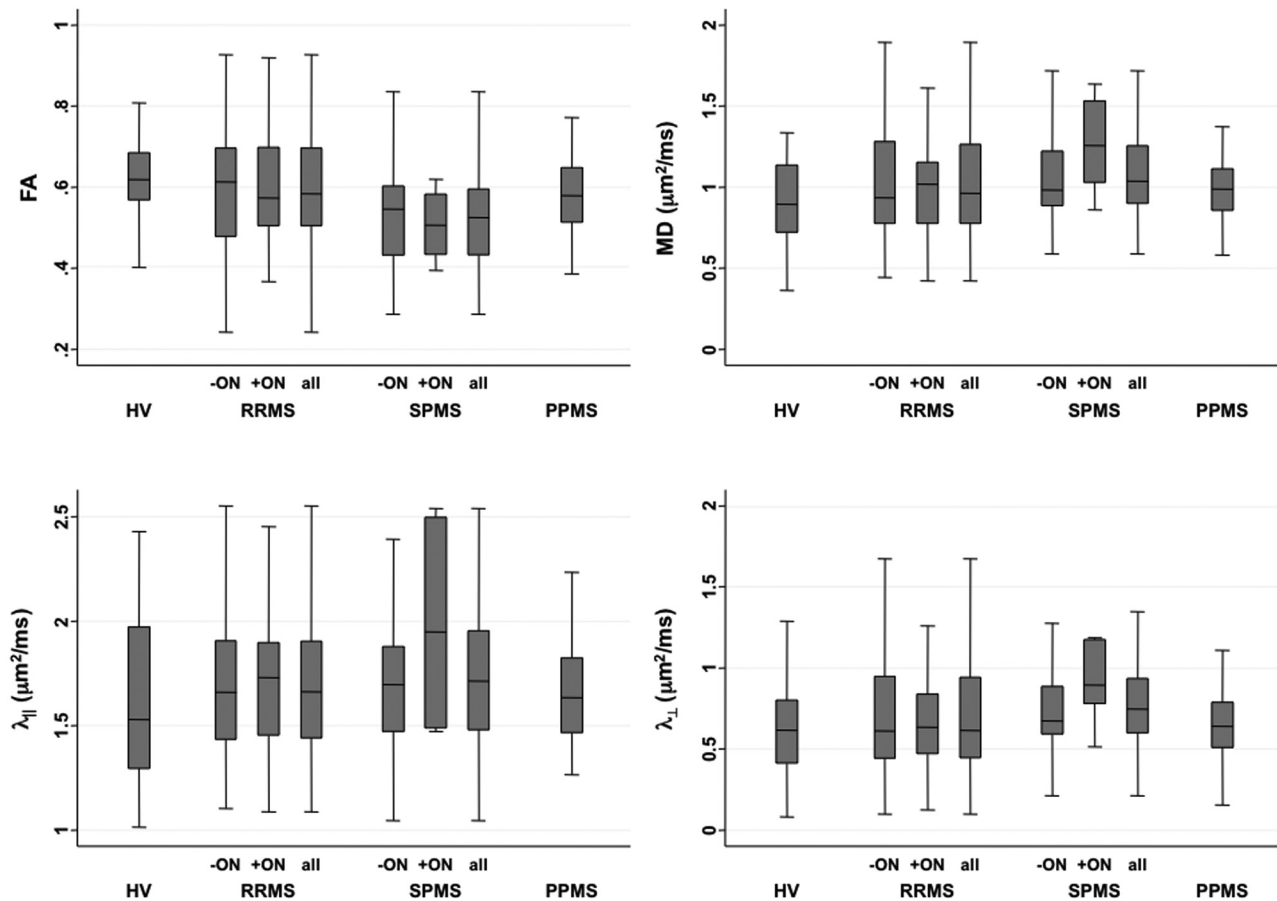 FA
1
.8
.6
.4
.2
-ON +ON all -ON +ON all
HV RRMS SPMS PPMS
MD (μm²/ms)
2
1.5
1
0.5
0
-ON +ON all -ON +ON all
HV RRMS SPMS PPMS
λ|| (μm²/ms)
2.5
2
1.5
1
-ON +ON all -ON +ON all
HV RRMS SPMS PPMS
λ⊥ (μm²/ms)
2
1.5
1
0.5
0
-ON +ON all -ON +ON all
HV RRMS SPMS PPMS